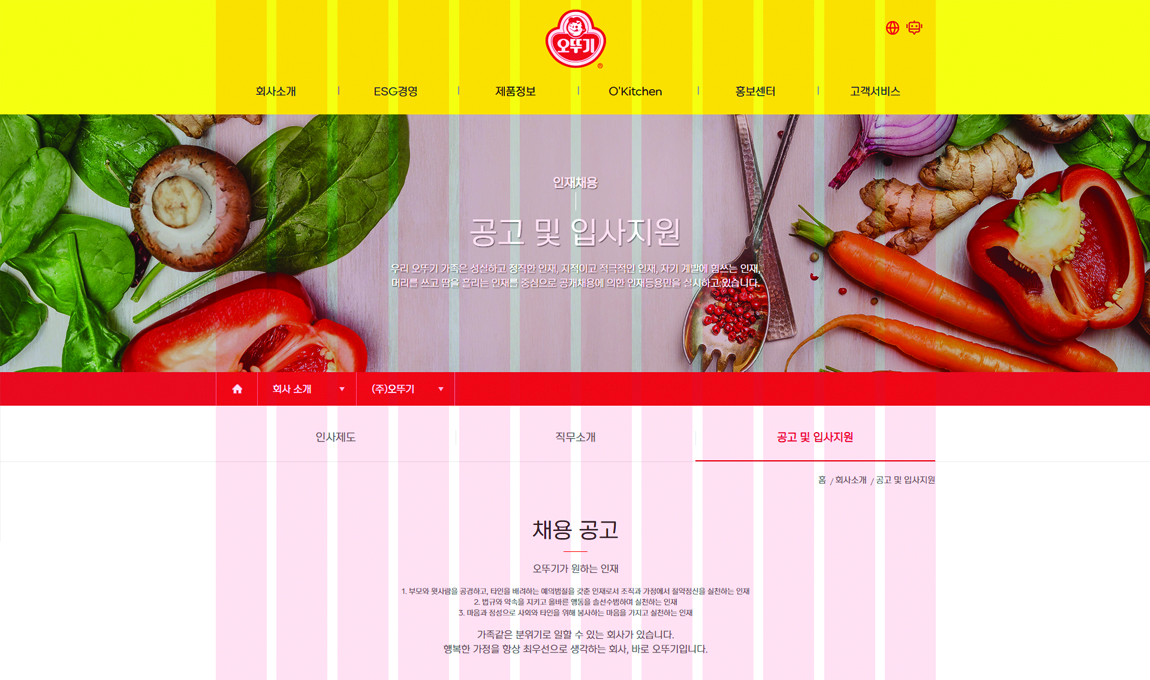 오뚜기
®
회사소개
ESG경영
제품정보
O'Kitchen
홍보센터
고객서비스
인재채용
공고 및 입사지원
우리 오뚜기 가족은 성실하고 정직한 인재, 지적이고 적극적인 인재, 자기 계발에 힘쓰는 인재,
머리를 쓰고 땀을 흘리는 인재를 중심으로 공개채용에 의한 인재등용만을 실시하고 있습니다.
회사 소개
(주)오뚜기
인사제도
직무소개
공고 및 입사지원
홈 / 회사소개 / 공고 및 입사지원
채용 공고
오뚜기가 원하는 인재
1. 부모와 윗사람을 공경하고, 타인을 배려하는 예의범절을 갖춘 인재로서 조직과 가정에서 절약정신을 실천하는 인재
2. 법규와 약속을 지키고 올바른 행동을 솔선수범하여 실천하는 인재
3. 마음과 정성으로 사회와 타인을 위해 봉사하는 마음을 가지고 실천하는 인재
가족같은 분위기로 일할 수 있는 회사가 있습니다.
행복한 가정을 항상 최우선으로 생각하는 회사, 바로 오뚜기입니다.